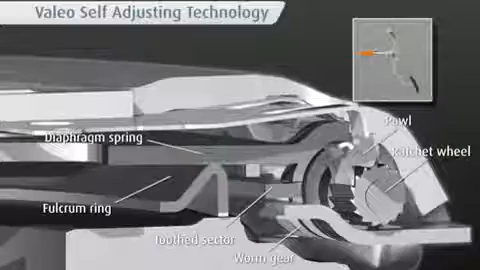 Valeo Self Adjusting Technology
Pawl
Diaphragm spring
Ratchet wheel
Fulcrum ring
Toothed sector
Worm gear